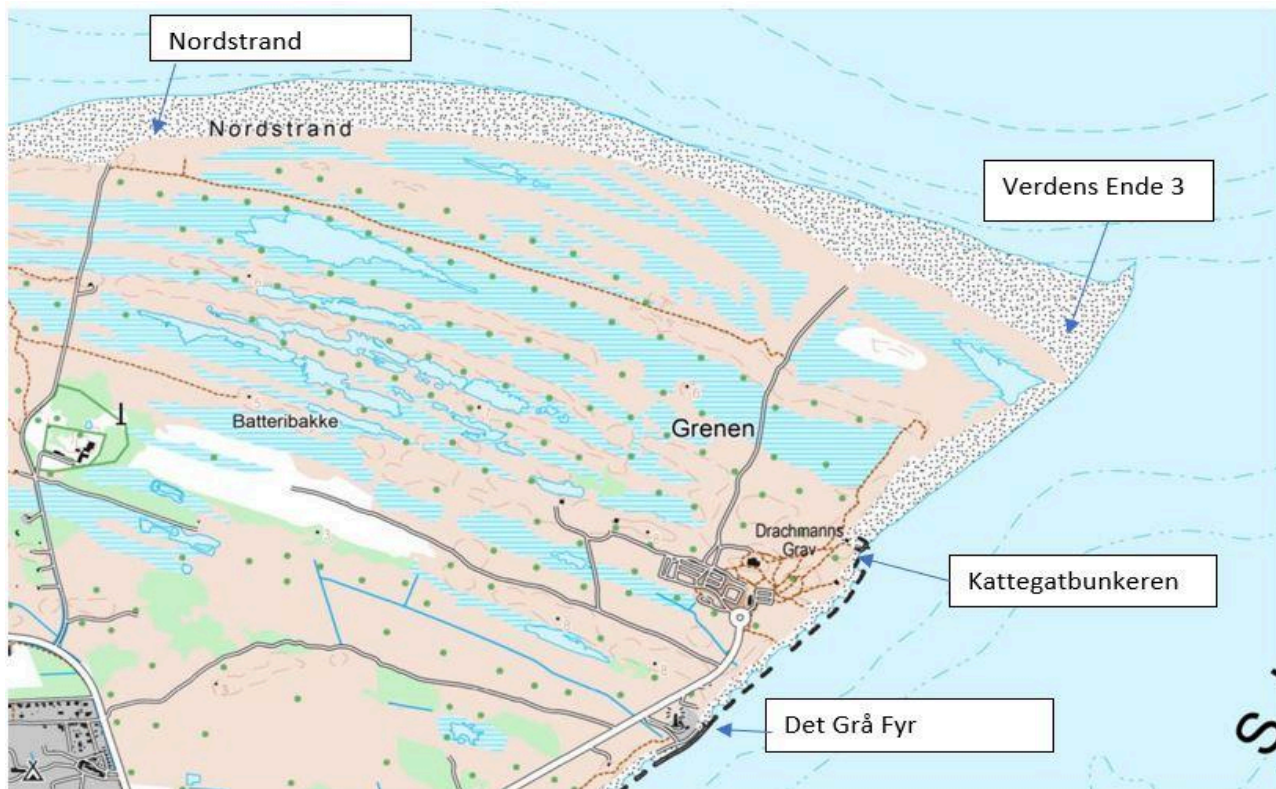 Nordstrand
Nordstrand
Verdens Ende 3
Batteribakke
Grenen
Drachmanns
Grav
Kattegatbunkeren
Det Grå Fyr
S